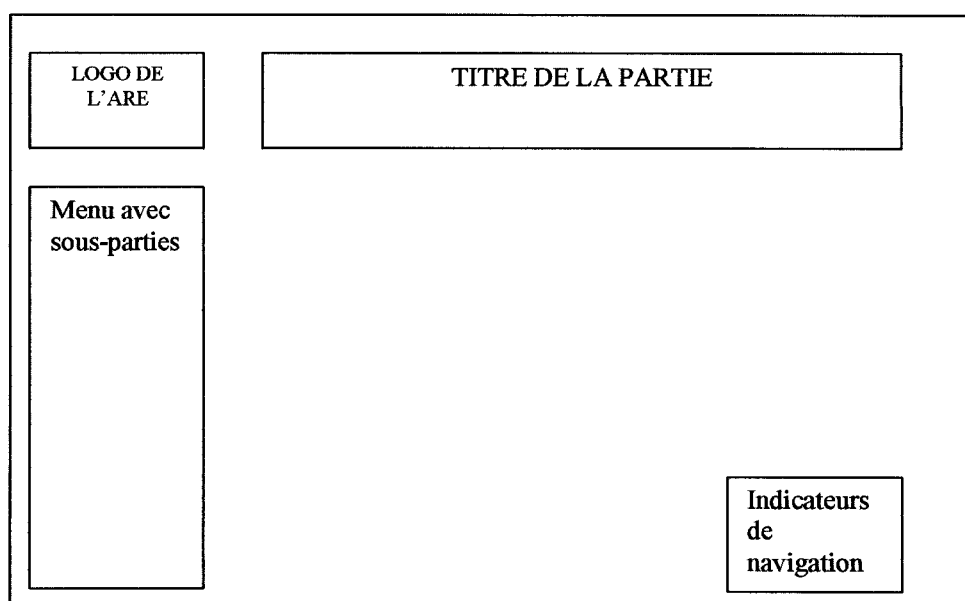 LOGO DE
L'ARE
TITRE DE LA PARTIE
Menu avec
sous-parties
Indicateurs
de
navigation